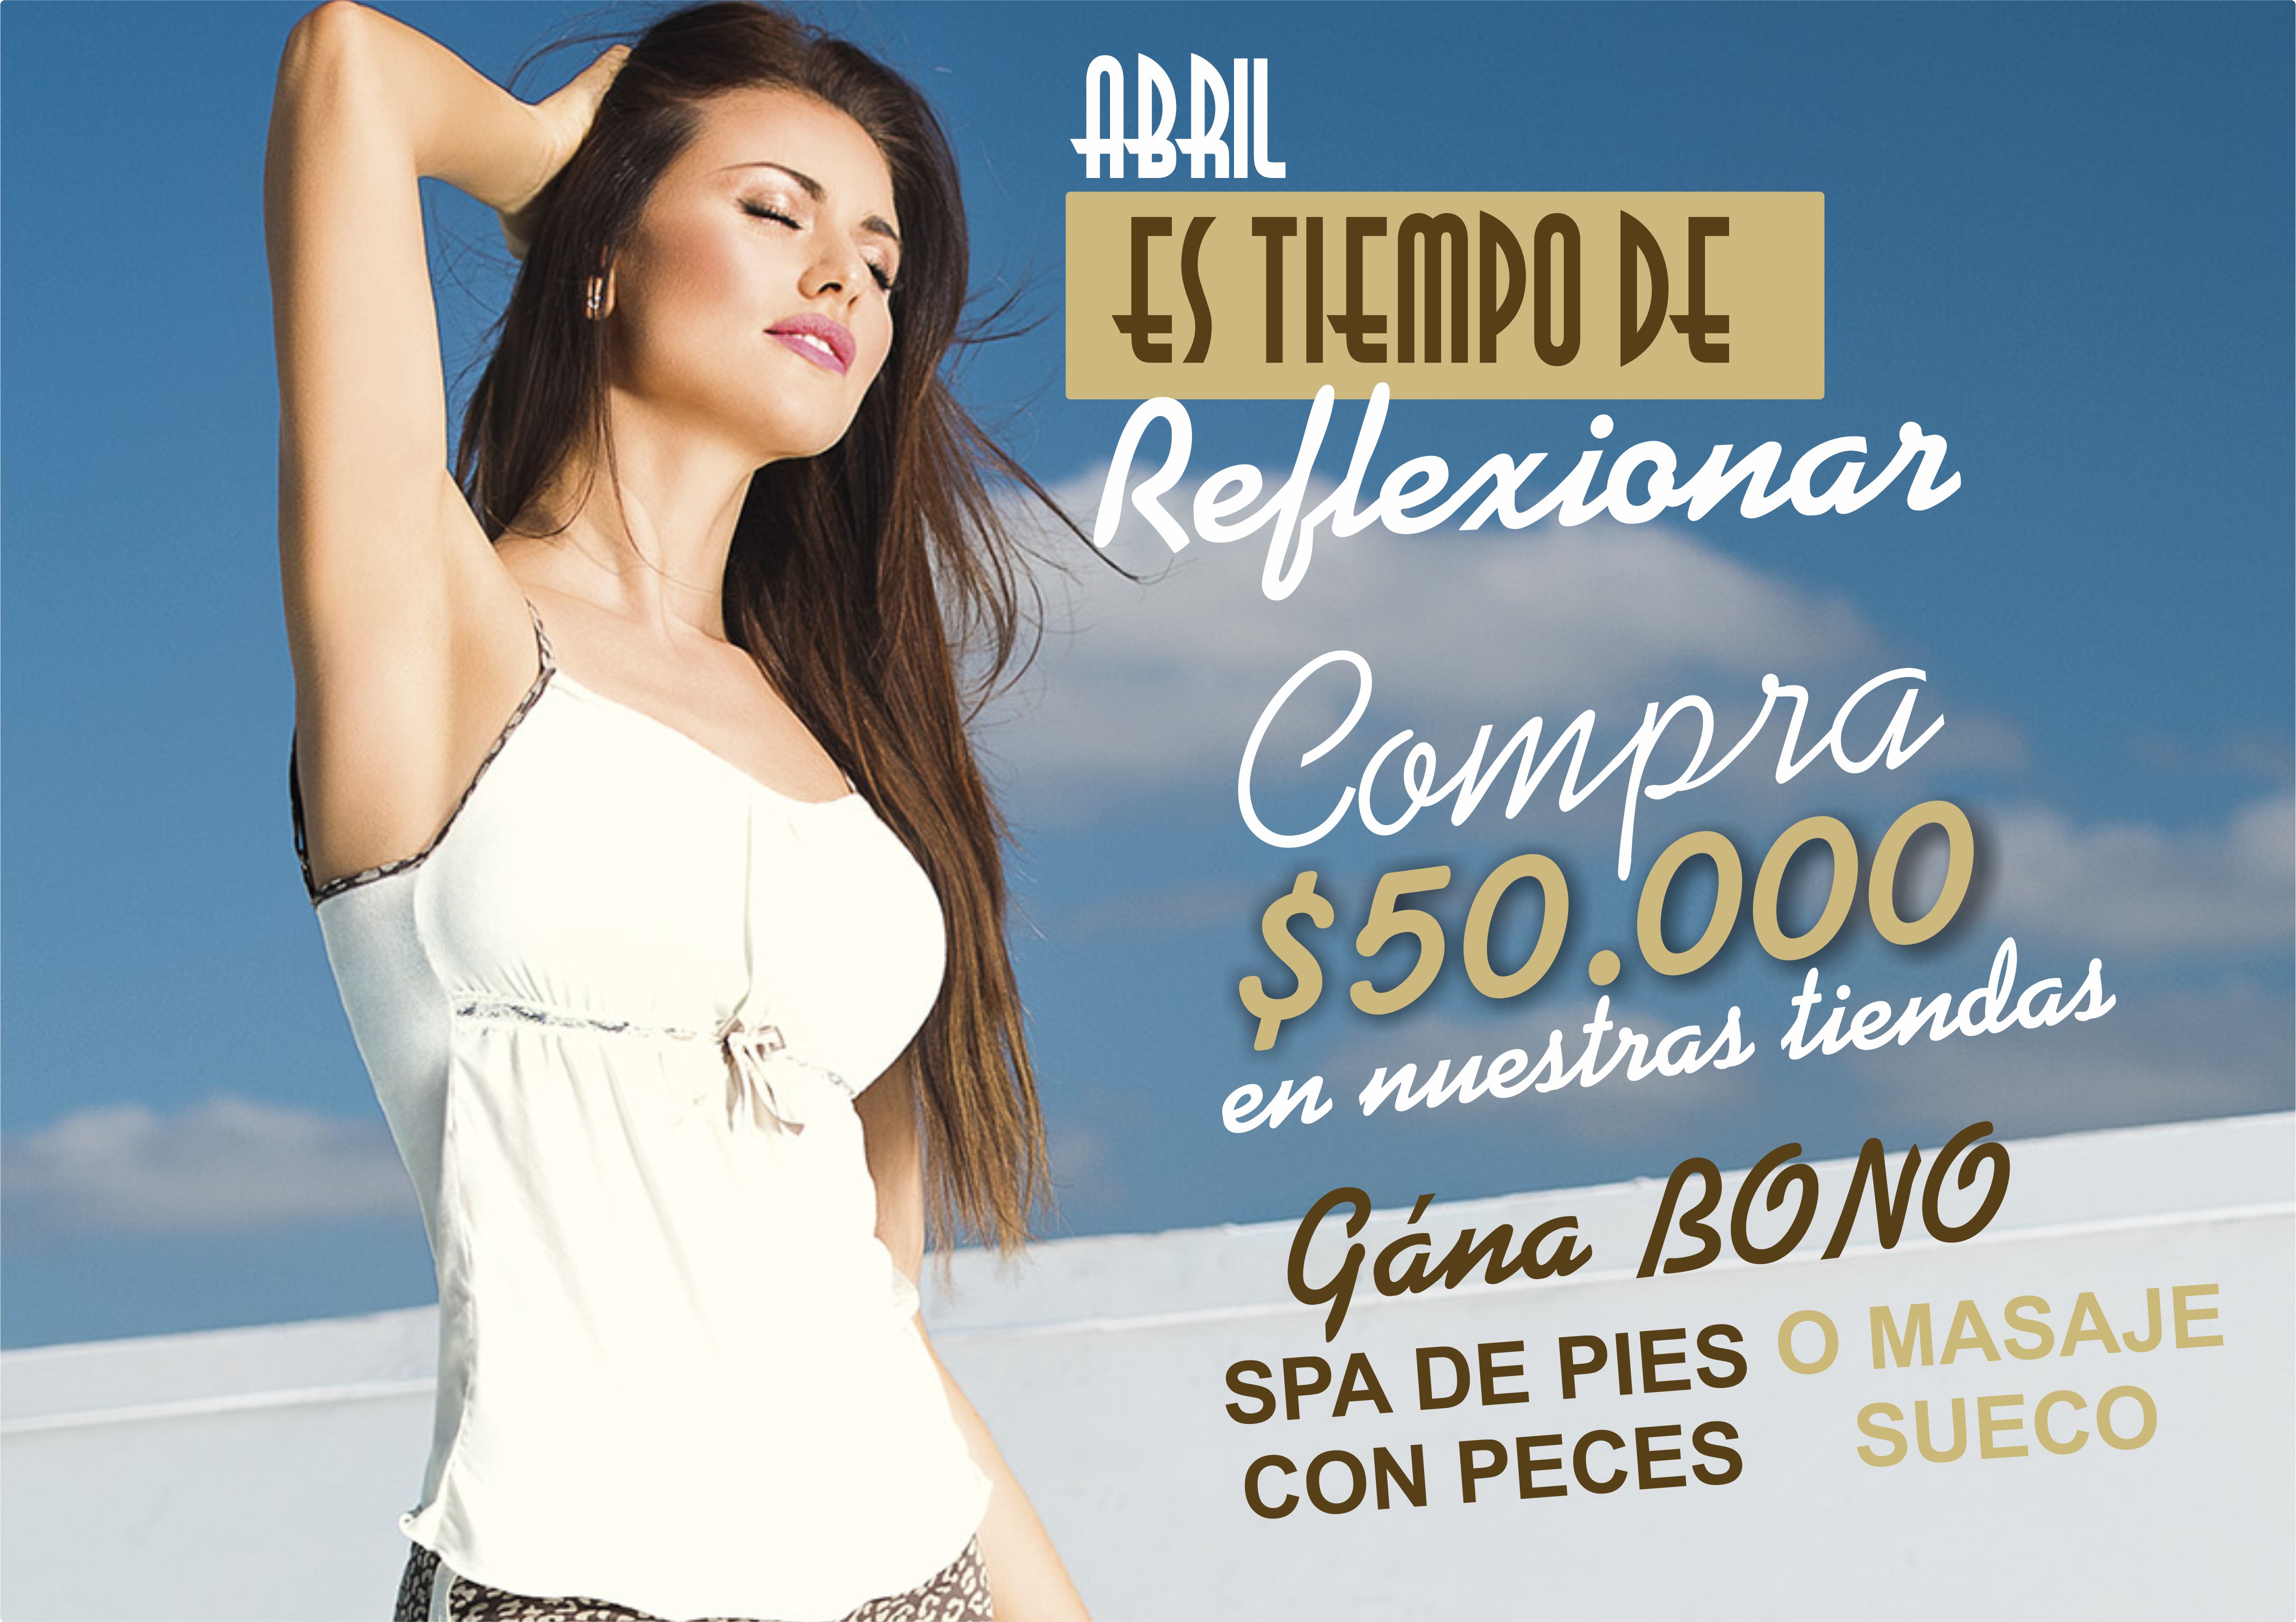 ABRIL
ES TIEMPO DE
Reflexionar
Compra
$50.000
en nuestras tiendas
Gána BONO
SPA DE PIES
CON PECES
O MASAJE
SUECO